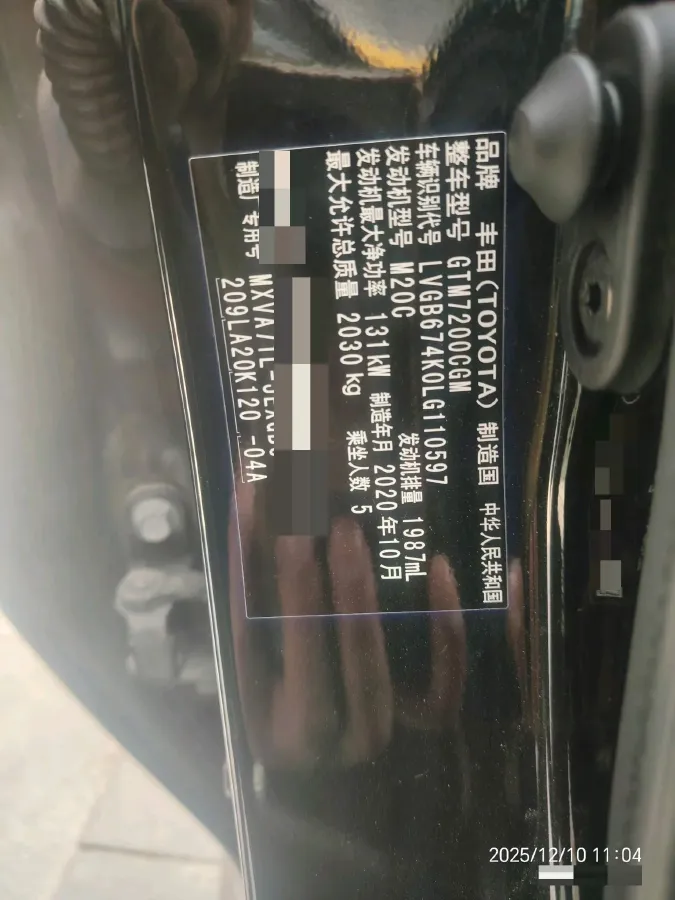 品牌 丰田(TOYOTA) 制造国 中华人民共和国
整车型号 GTM7200CGM
车辆识别代号 LVGB674K0LG110597
发动机型号 M20C 发动机排量 1987mL
发动机最大净功率 131kW 制造年月 2020年10月
最大允许总质量 2030kg 乘坐人数 5
制造厂专用号
209LA20K120 -04A
2025/12/10 11:04